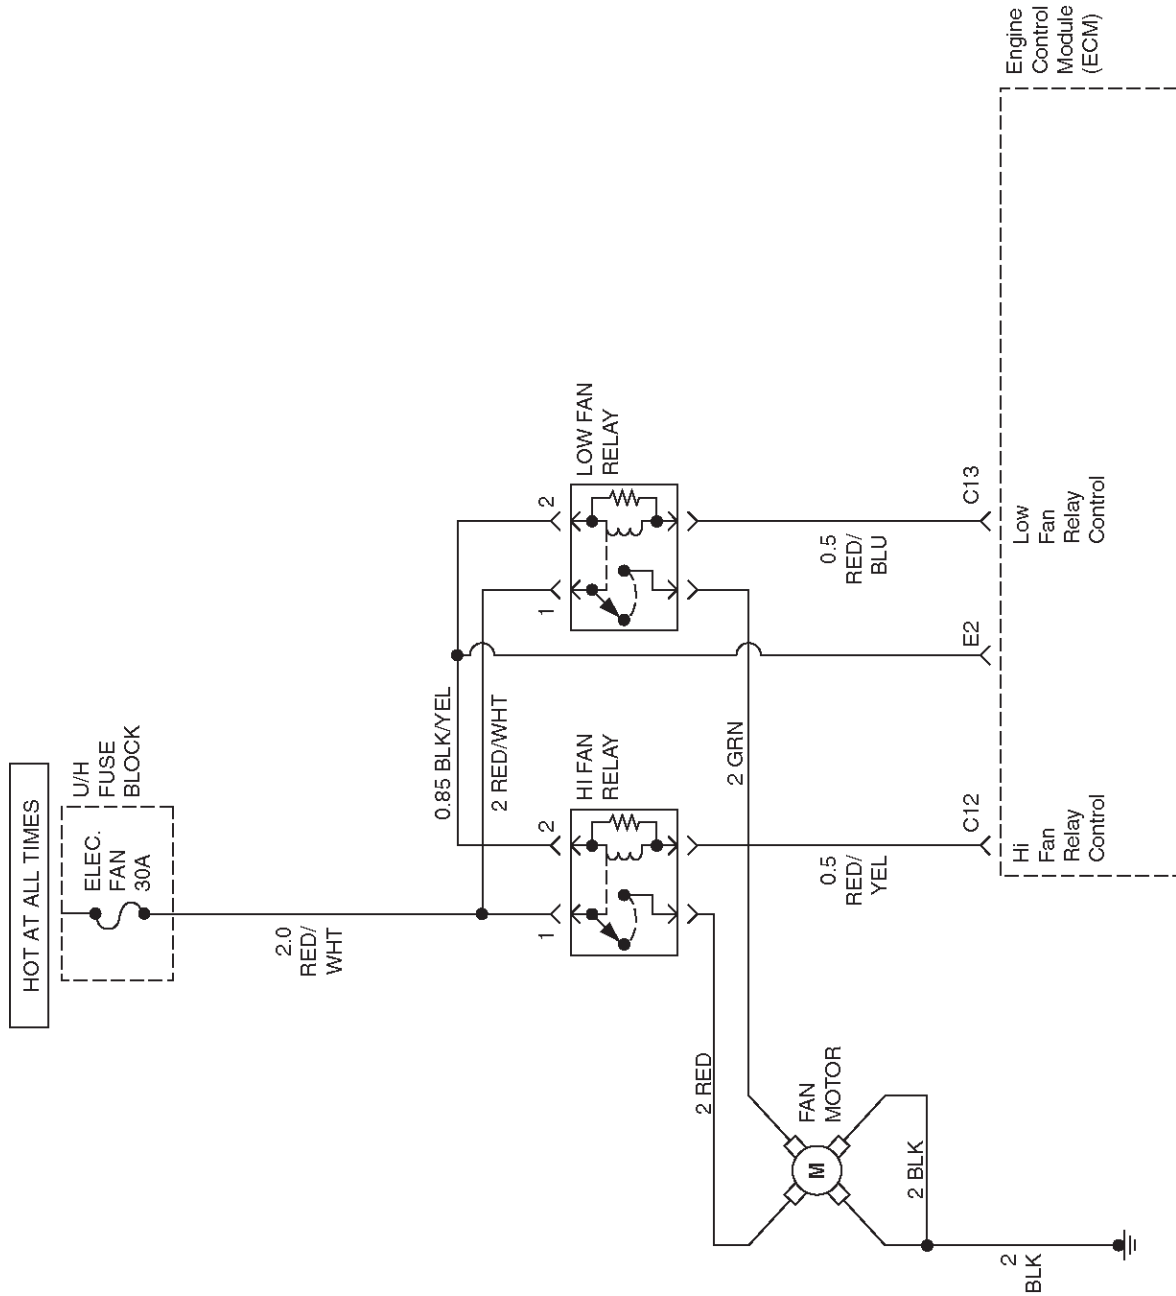 HOT AT ALL TIMES
U/H
FUSE
BLOCK
ELEC.
FAN
30A
2.0
RED/
WHT
0.85 BLK/YEL
2 RED/WHT
1
2
HI FAN
RELAY
1
2
LOW FAN
RELAY
2 RED
2 GRN
0.5
RED/
YEL
0.5
RED/
BLU
FAN
MOTOR
M
2 BLK
2
BLK
C12
E2
C13
Hi
Fan
Relay
Control
Low
Fan
Relay
Control
Engine
Control
Module
(ECM)